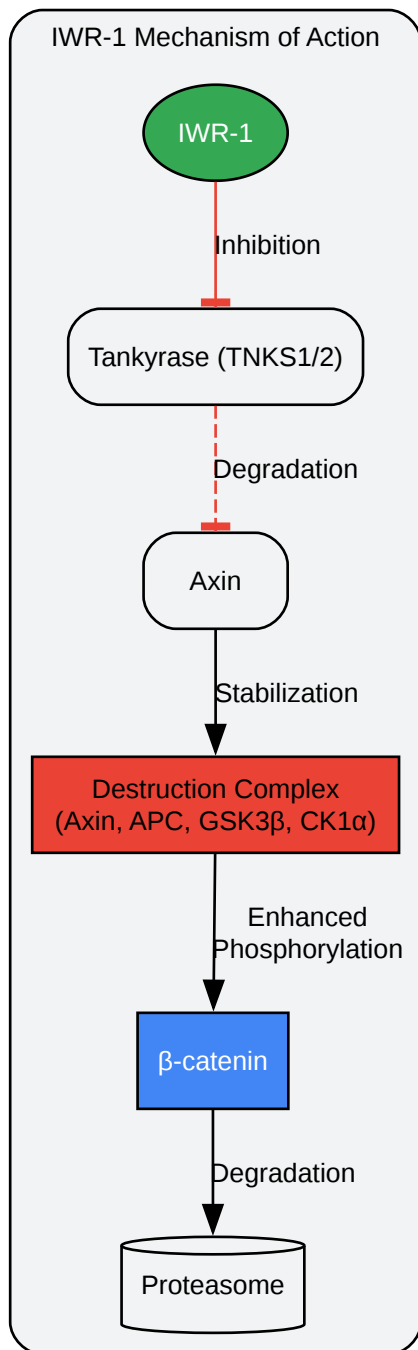 IWR-1 Mechanism of Action
IWR-1
Inhibition
Tankyrase (TNKS1/2)
Degradation
Axin
Stabilization
Destruction Complex
(Axin, APC, GSK3β, CK1α)
Enhanced
Phosphorylation
β-catenin
Degradation
Proteasome